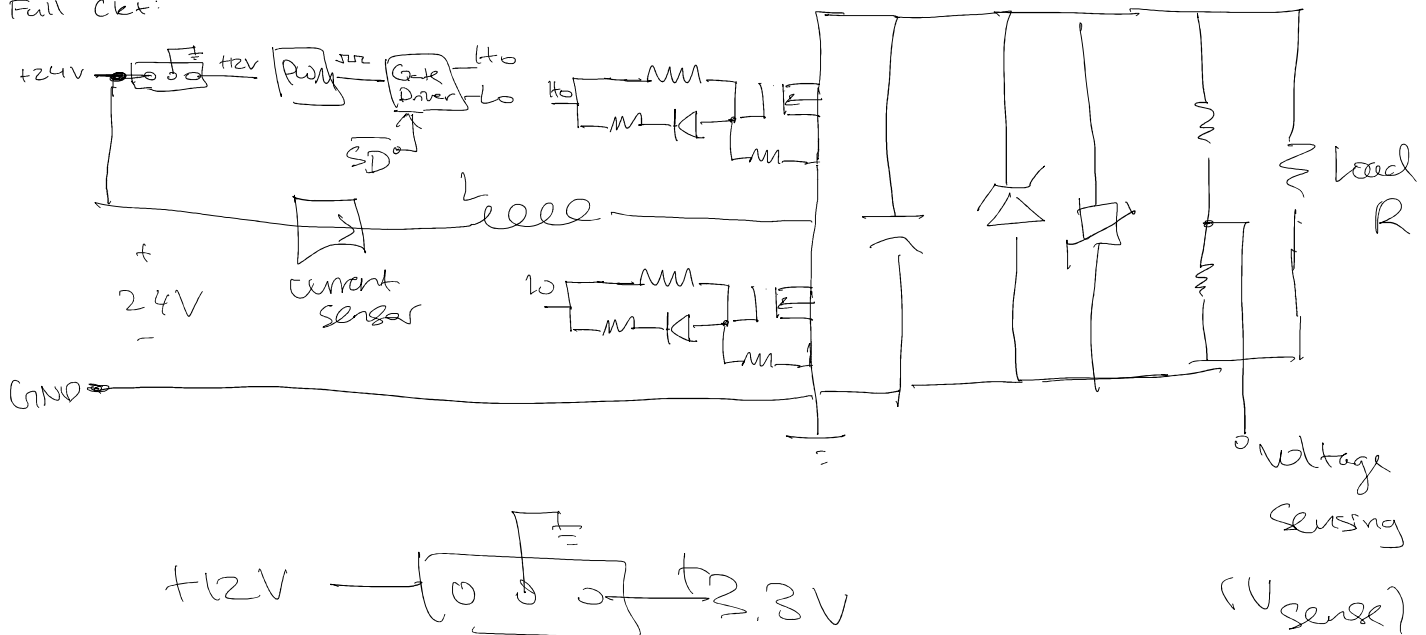 Full Ckt:
+24V
+12V
PWM
Gate
Driver
Ho
Lo
SD
Ho
L
Load
R
+
24V
-
current
sensor
Lo
GND
Voltage
Sensing
(Vsense)
+12V
+3.3V